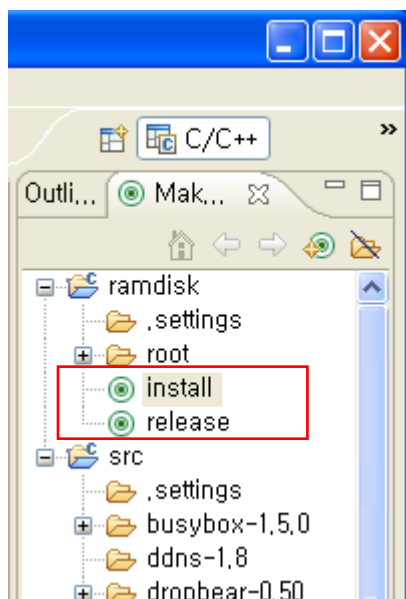 C/C++
»
Outli... Mak...
ramdisk
.settings
root
install
release
src
.settings
busybox-1,5,0
ddns-1,8
dropbear-0,50